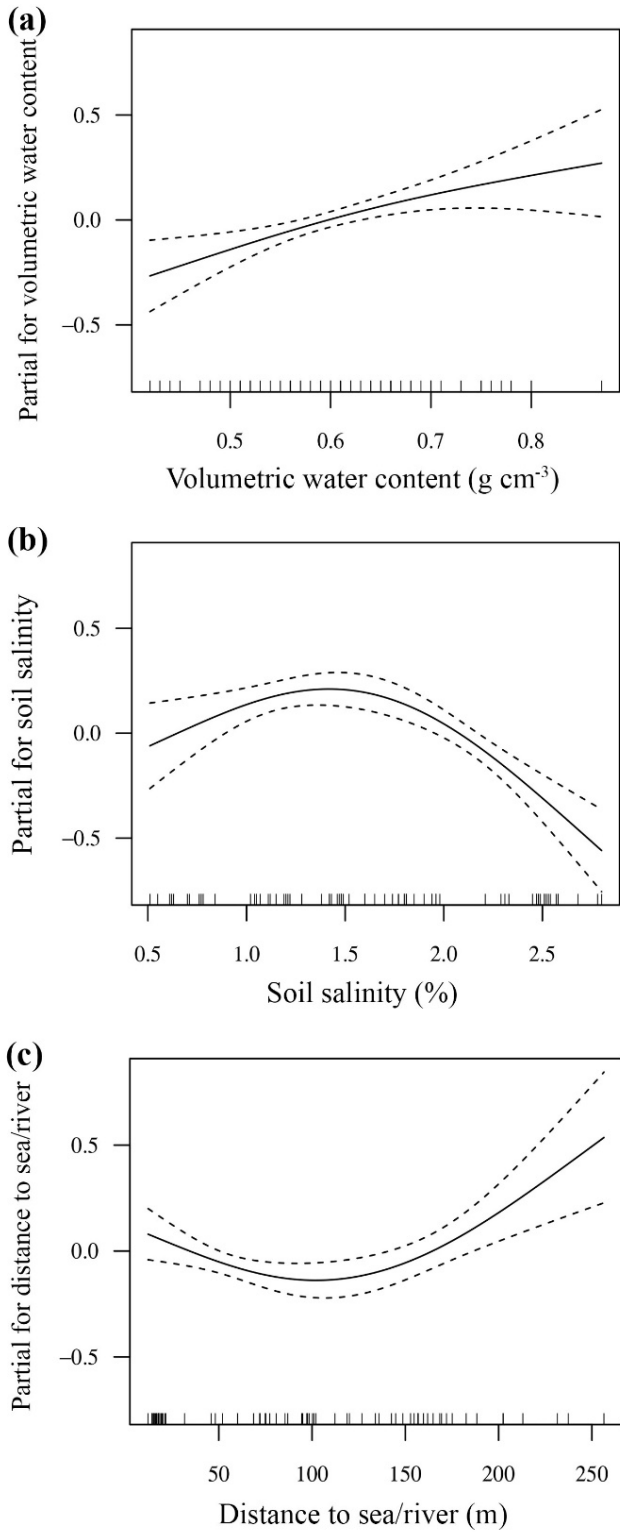 (a)
Partial for volumetric water content
0.5
0.0
−0.5
0.5 0.6 0.7 0.8
Volumetric water content (g cm⁻³)
(b)
Partial for soil salinity
0.5
0.0
−0.5
0.5 1.0 1.5 2.0 2.5
Soil salinity (%)
(c)
Partial for distance to sea/river
0.5
0.0
−0.5
50 100 150 200 250
Distance to sea/river (m)